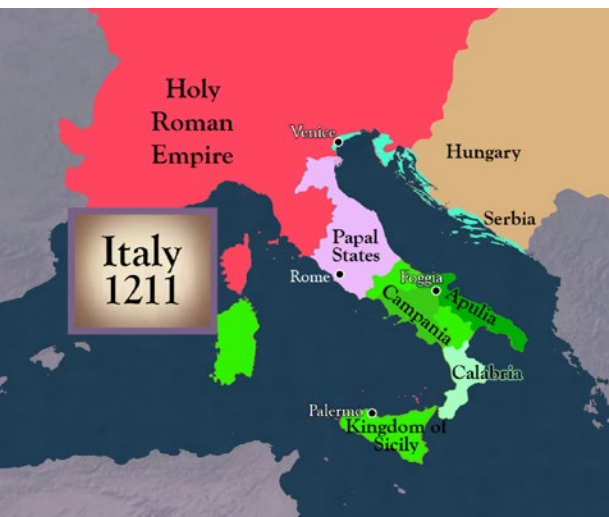 Holy
Roman
Empire
Venice
Hungary
Serbia
Italy
1211
Papal
States
Rome
Foggia
Apulia
Campania
Calabria
Palermo
Kingdom of
Sicily